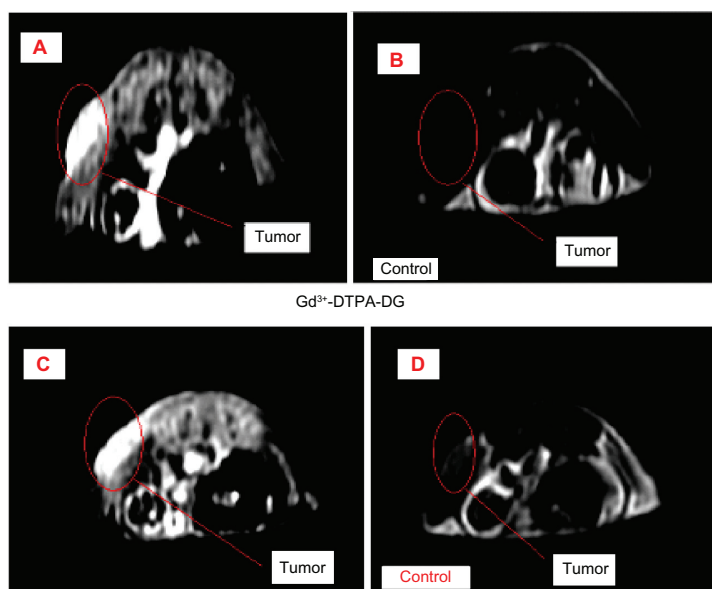 A
B
Tumor
Tumor
Control
Gd³⁺-DTPA-DG
C
D
Tumor
Tumor
Control